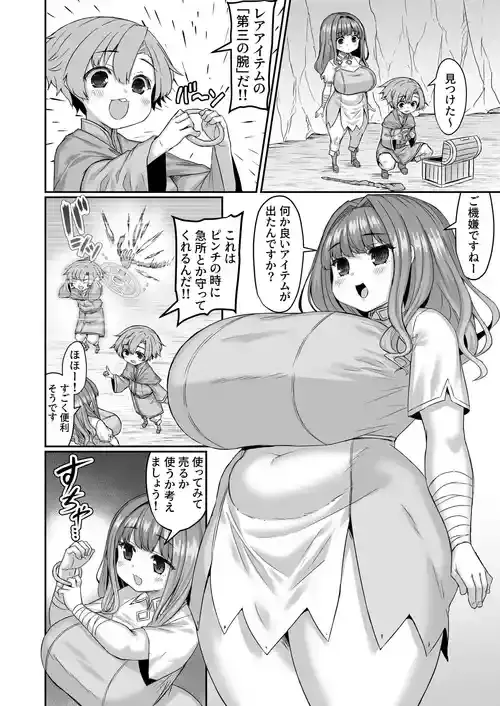 見つけた～
レアアイテムの
「第三の腕」だ!!
バ～ン
ご機嫌ですねー
何か良いアイテムが
出たんですか？
これは
ピンチの時に
急所とか守って
くれるんだ!!
ほほー！
すごく便利
そうです
使ってみて
売るか
使うか考え
ましょう！
すちゃ…